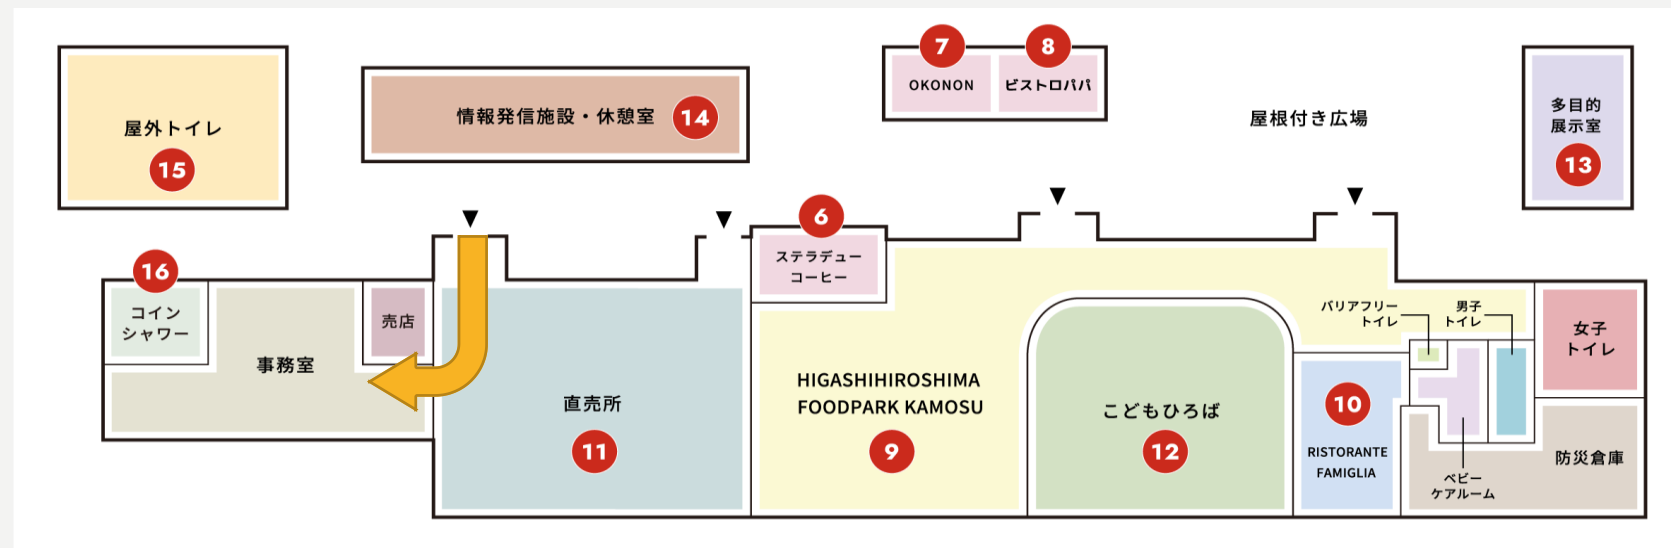 屋外トイレ
15
情報発信施設・休憩室
14
7
OKONON
8
ビストロパパ
屋根付き広場
多目的
展示室
13
16
コイン
シャワー
売店
事務室
直売所
11
6
ステラデュー
コーヒー
HIGASHIHIROSHIMA
FOODPARK KAMOSU
9
こどもひろば
12
10
RISTORANTE
FAMIGLIA
バリアフリー
トイレ
男子
トイレ
女子
トイレ
ベビー
ケアルーム
防災倉庫